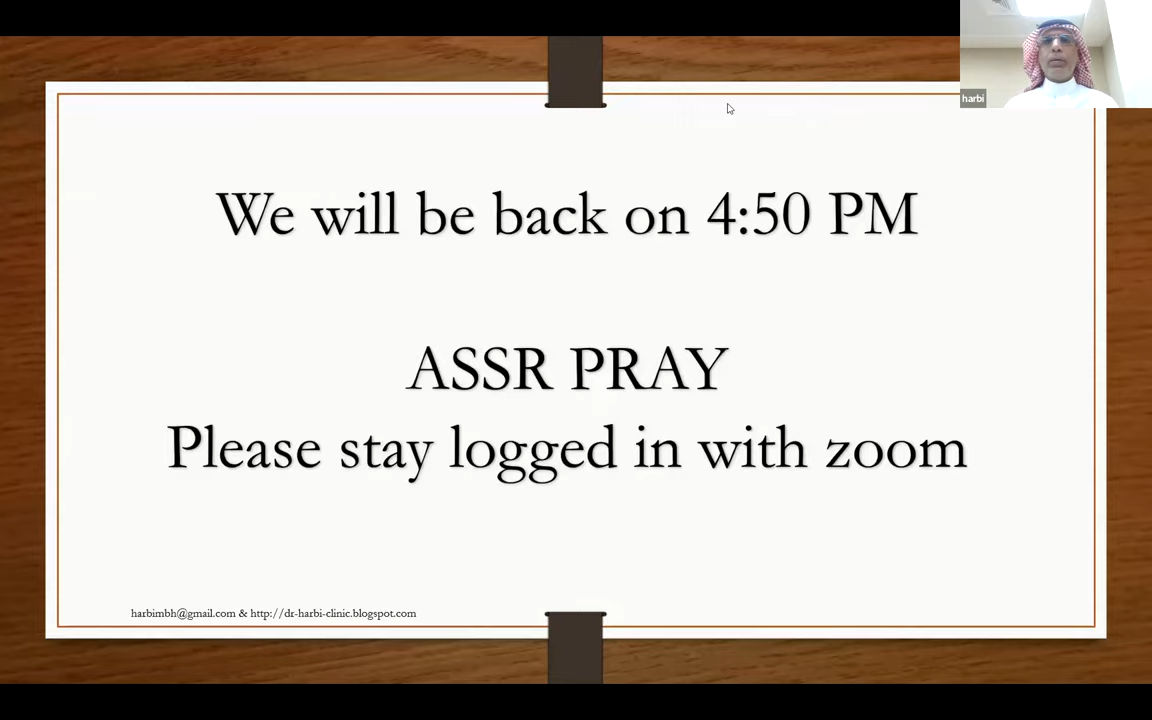 harbi
We will be back on 4:50 PM
ASSR PRAY
Please stay logged in with zoom
harbimbh@gmail.com & http://dr-harbi-clinic.blogspot.com